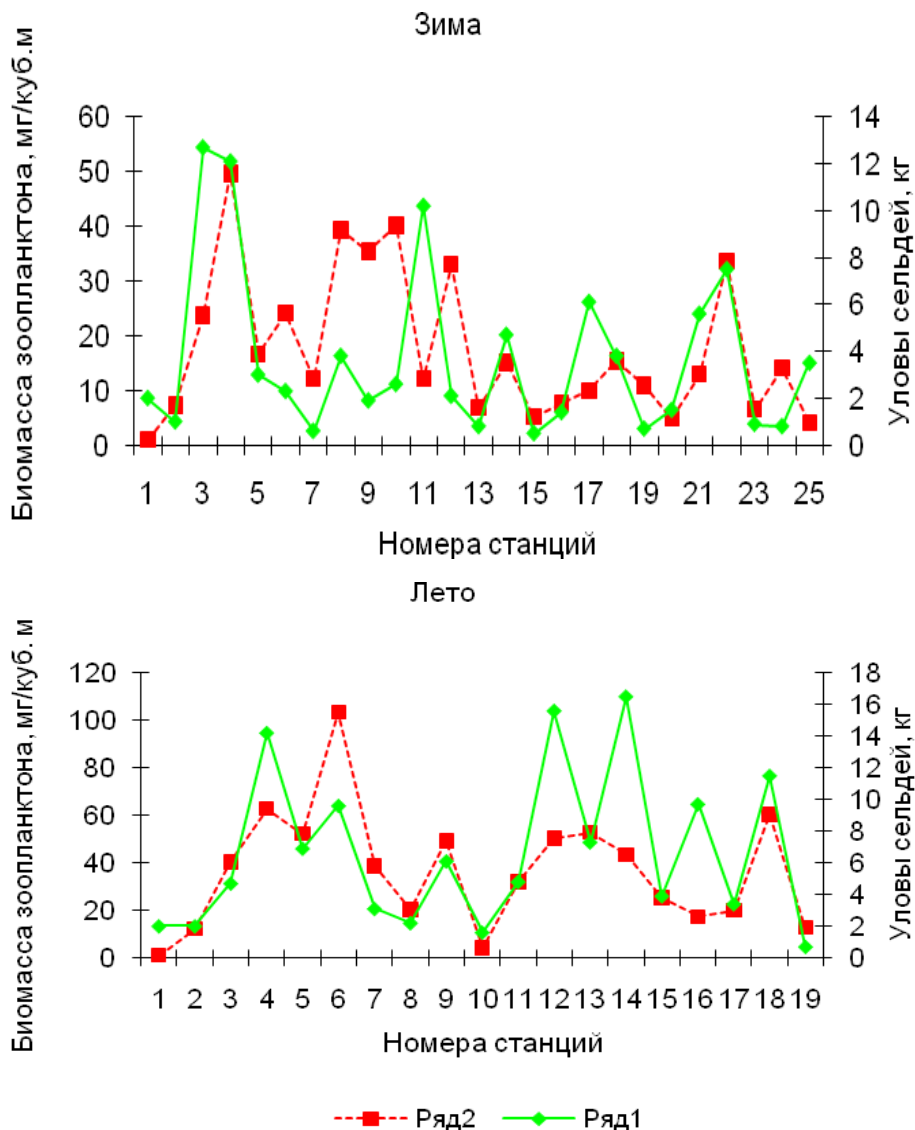 Зима
Биомасса зоопланктона, мг/куб.м
60
50
40
30
20
10
0
14
12
10
8
6
4
2
0
Уловы сельдей, кг
1 3 5 7 9 11 13 15 17 19 21 23 25
Номера станций
Лето
Биомасса зоопланктона, мг/куб. м
120
100
80
60
40
20
0
18
16
14
12
10
8
6
4
2
0
Уловы сельдей, кг
1 2 3 4 5 6 7 8 9 10 11 12 13 14 15 16 17 18 19
Номера станций
Ряд2 Ряд1